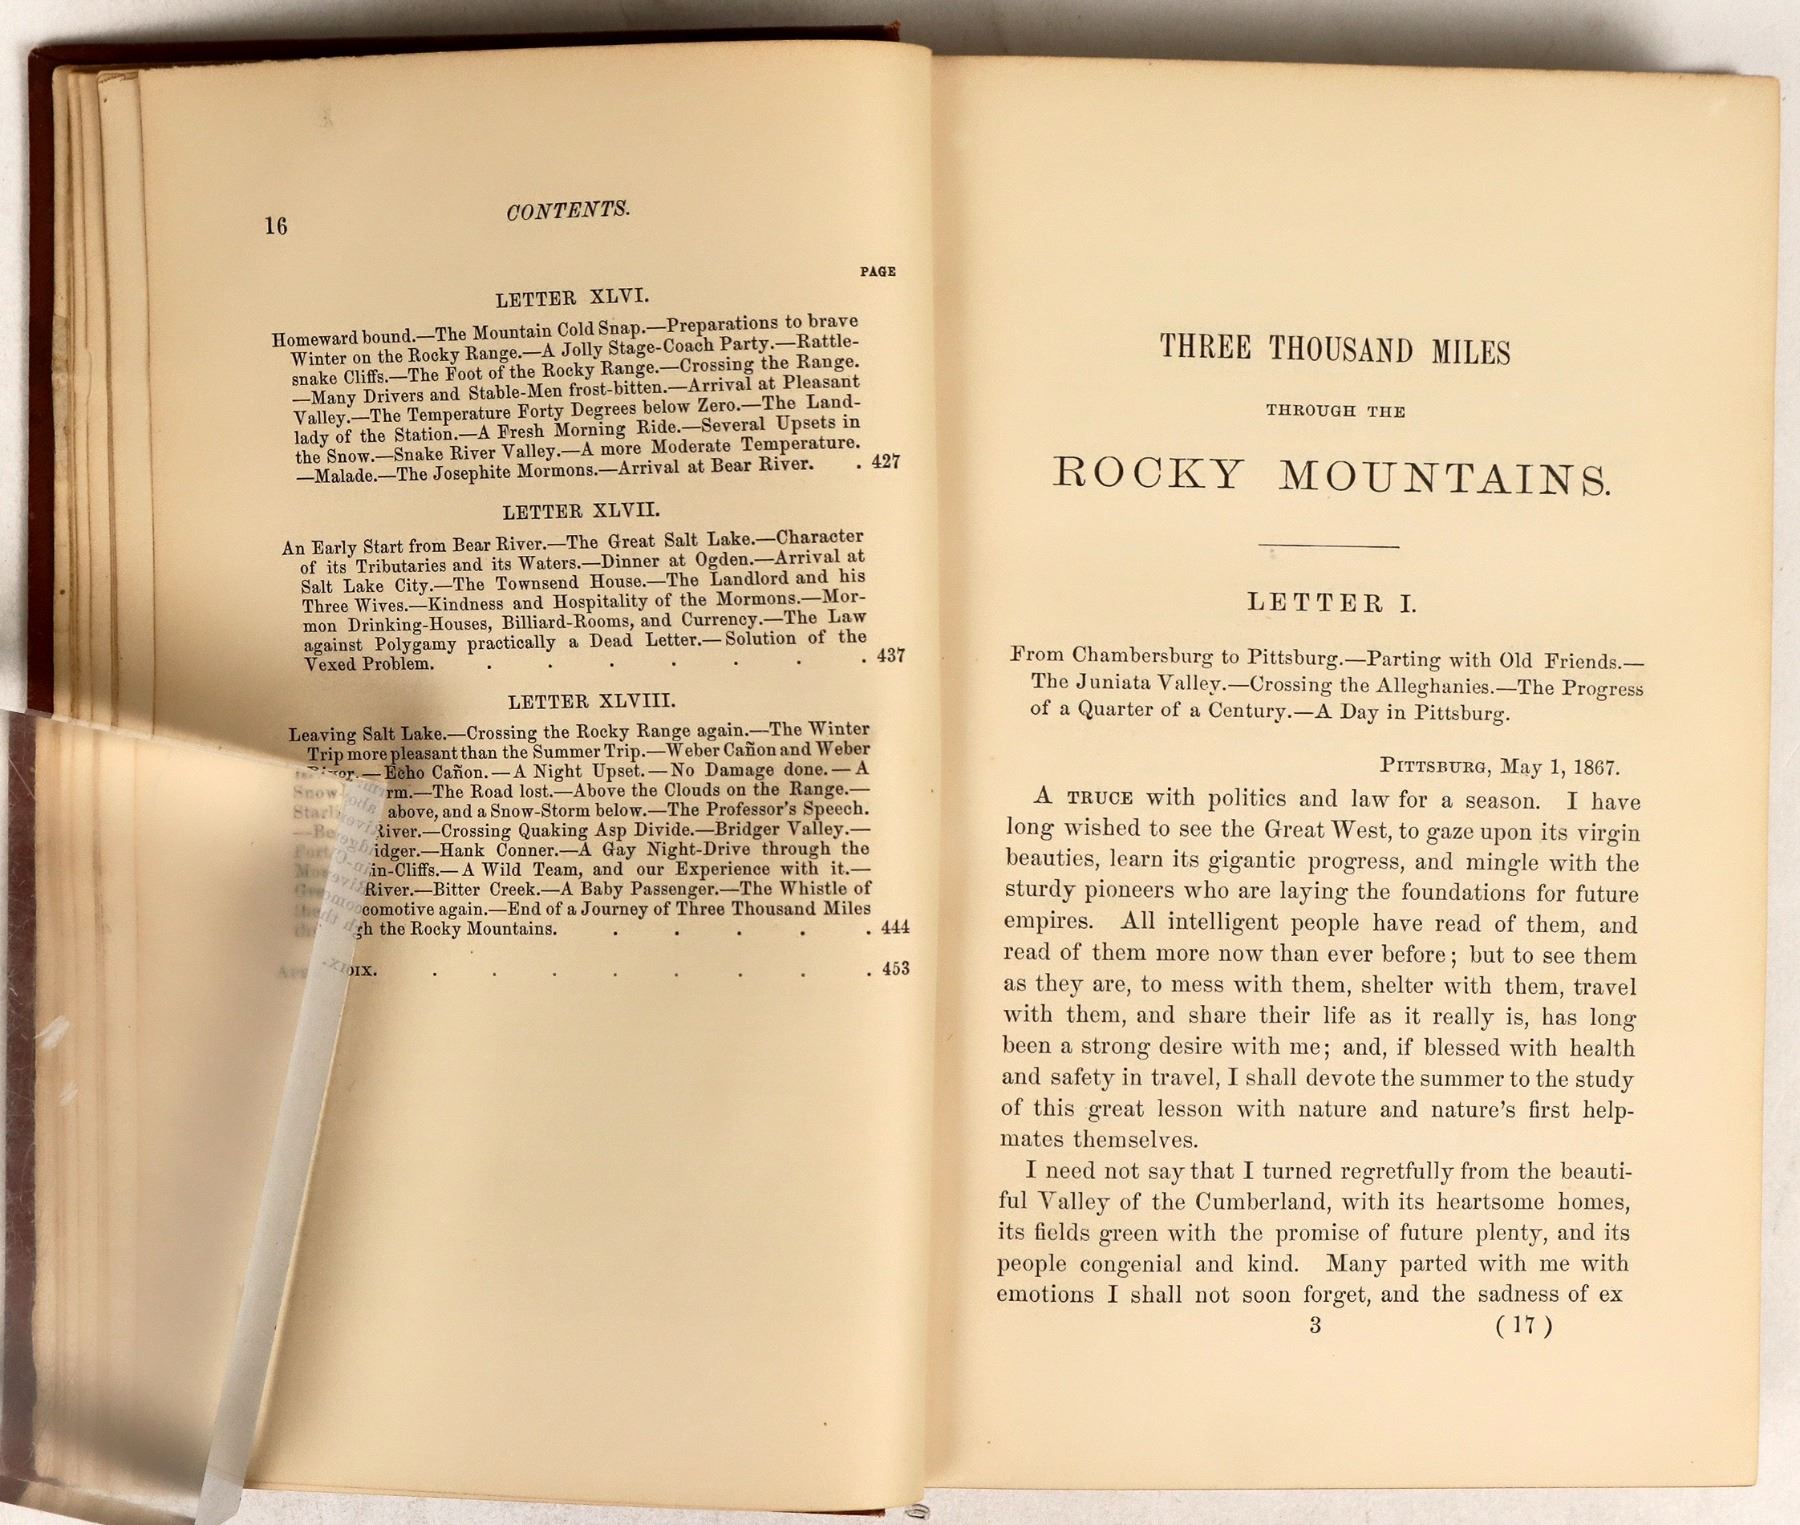 16
CONTENTS.
PAGE
LETTER XLVI.
Homeward bound.—The Mountain Cold Snap.—Preparations to brave
Winter on the Rocky Range.—A Jolly Stage-Coach Party.—Rattle-
snake Cliffs.—The Foot of the Rocky Range.—Crossing the Range.
—Many Drivers and Stable-Men frost-bitten.—Arrival at Pleasant
Valley.—The Temperature Forty Degrees below Zero.—The Land-
lady of the Station.—A Fresh Morning Ride.—Several Upsets in
the Snow.—Snake River Valley.—A more Moderate Temperature.
—Malade.—The Josephite Mormons.—Arrival at Bear River. . 427
LETTER XLVII.
An Early Start from Bear River.—The Great Salt Lake.—Character
of its Tributaries and its Waters.—Dinner at Ogden.—Arrival at
Salt Lake City.—The Townsend House.—The Landlord and his
Three Wives.—Kindness and Hospitality of the Mormons.—Mor-
mon Drinking-Houses, Billiard-Rooms, and Currency.—The Law
against Polygamy practically a Dead Letter.—Solution of the
Vexed Problem. . . . . . . . 437
LETTER XLVIII.
Leaving Salt Lake.—Crossing the Rocky Range again.—The Winter
Trip more pleasant than the Summer Trip.—Weber Cañon and Weber
River.—Echo Cañon.—A Night Upset.—No Damage done.—A
Snow rm.—The Road lost.—Above the Clouds on the Range.—
above, and a Snow-Storm below.—The Professor's Speech.
River.—Crossing Quaking Asp Divide.—Bridger Valley.—
idger.—Hank Conner.—A Gay Night-Drive through the
in-Cliffs.—A Wild Team, and our Experience with it.—
River.—Bitter Creek.—A Baby Passenger.—The Whistle of
comotive again.—End of a Journey of Three Thousand Miles
gh the Rocky Mountains. . . . . . 444
DIX. . . . . . . . . 453
THREE THOUSAND MILES
THROUGH THE
ROCKY MOUNTAINS.
LETTER I.
From Chambersburg to Pittsburg.—Parting with Old Friends.—
The Juniata Valley.—Crossing the Alleghanies.—The Progress
of a Quarter of a Century.—A Day in Pittsburg.
PITTSBURG, May 1, 1867.
A TRUCE with politics and law for a season. I have
long wished to see the Great West, to gaze upon its virgin
beauties, learn its gigantic progress, and mingle with the
sturdy pioneers who are laying the foundations for future
empires. All intelligent people have read of them, and
read of them more now than ever before; but to see them
as they are, to mess with them, shelter with them, travel
with them, and share their life as it really is, has long
been a strong desire with me; and, if blessed with health
and safety in travel, I shall devote the summer to the study
of this great lesson with nature and nature's first help-
mates themselves.
I need not say that I turned regretfully from the beauti-
ful Valley of the Cumberland, with its heartsome homes,
its fields green with the promise of future plenty, and its
people congenial and kind. Many parted with me with
emotions I shall not soon forget, and the sadness of ex
3 (17)